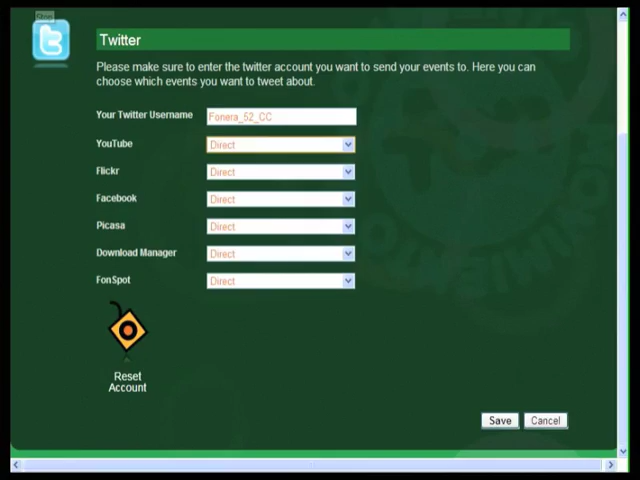 Stop
Twitter
Please make sure to enter the twitter account you want to send your events to. Here you can
choose which events you want to tweet about.
Your Twitter Username Fonera_52_CC
YouTube Direct
Flickr Direct
Facebook Direct
Picasa Direct
Download Manager Direct
FonSpot Direct
Reset
Account
Save Cancel